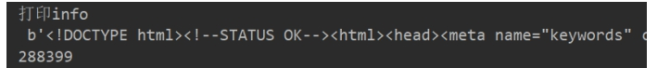 打印info
b'<!DOCTYPE html><!--STATUS OK--><html><head><meta name="keywords"
288399